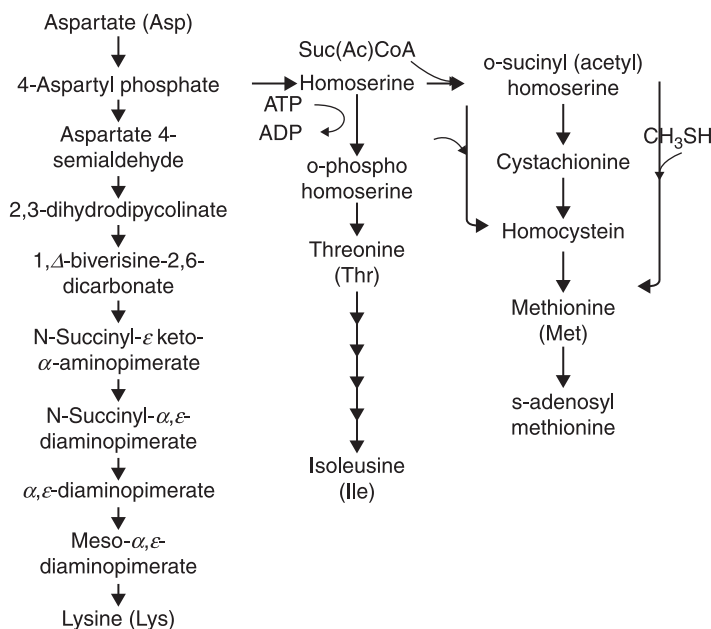 Aspartate (Asp)
4-Aspartyl phosphate
Aspartate 4-
semialdehyde
2,3-dihydrodipycolinate
1,Δ-biverisine-2,6-
dicarbonate
N-Succinyl-ε keto-
α-aminopimerate
N-Succinyl-α,ε-
diaminopimerate
α,ε-diaminopimerate
Meso-α,ε-
diaminopimerate
Lysine (Lys)
Suc(Ac)CoA
Homoserine
ATP
ADP
o-phospho
homoserine
Threonine
(Thr)
Isoleusine
(Ile)
o-sucinyl (acetyl)
homoserine
CH₃SH
Cystachionine
Homocystein
Methionine
(Met)
s-adenosyl
methionine